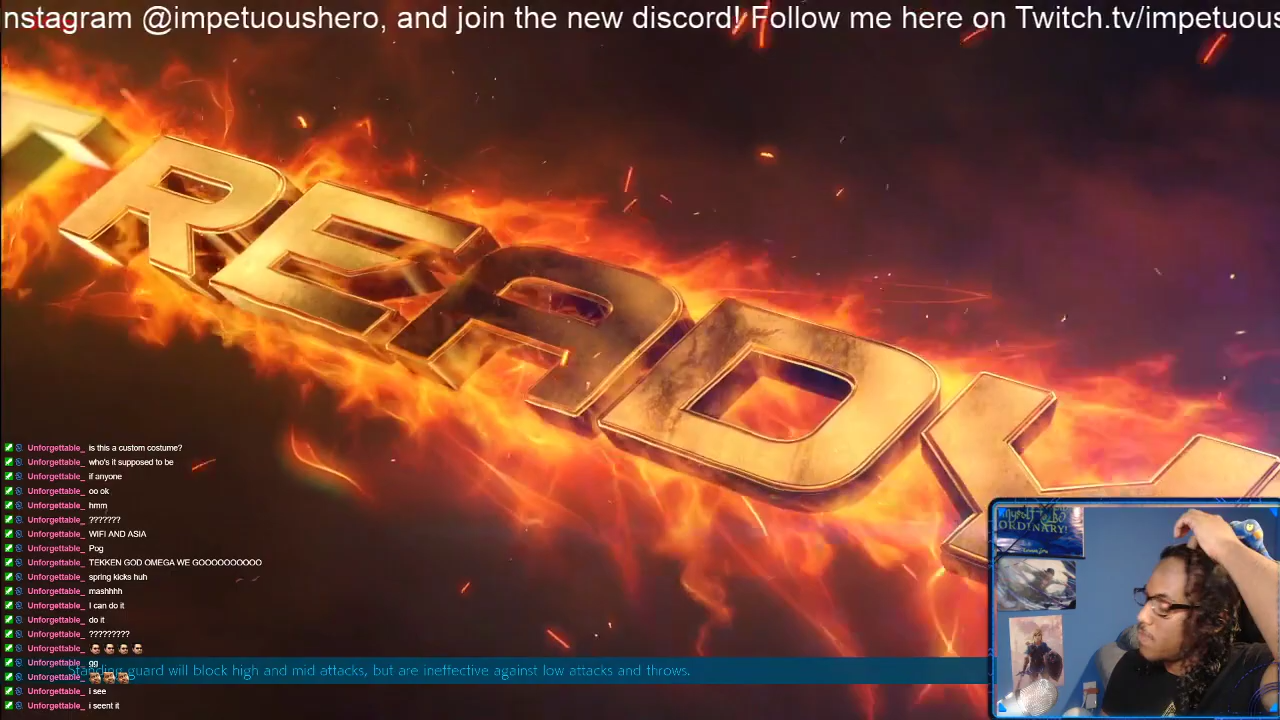 nstagram @impetuoushero, and join the new discord! Follow me here on Twitch.tv/impetuous
READY
Unforgettable_ is this a custom costume?
Unforgettable_ who's it supposed to be
Unforgettable_ if anyone
Unforgettable_ oo ok
Unforgettable_ hmm
Unforgettable_ ???????
Unforgettable_ WIFI AND ASIA
Unforgettable_ Pog
Unforgettable_ TEKKEN GOD OMEGA WE GOOOOOOOOOO
Unforgettable_ spring kicks huh
Unforgettable_ mashhhh
Unforgettable_ I can do it
Unforgettable_ do it
Unforgettable_ ?????????
Unforgettable_
Unforgettable_ gg
Unforgettable_
Unforgettable_ i see
Unforgettable_ i seent it
Standing guard will block high and mid attacks, but are ineffective against low attacks and throws.
ORDINARY!